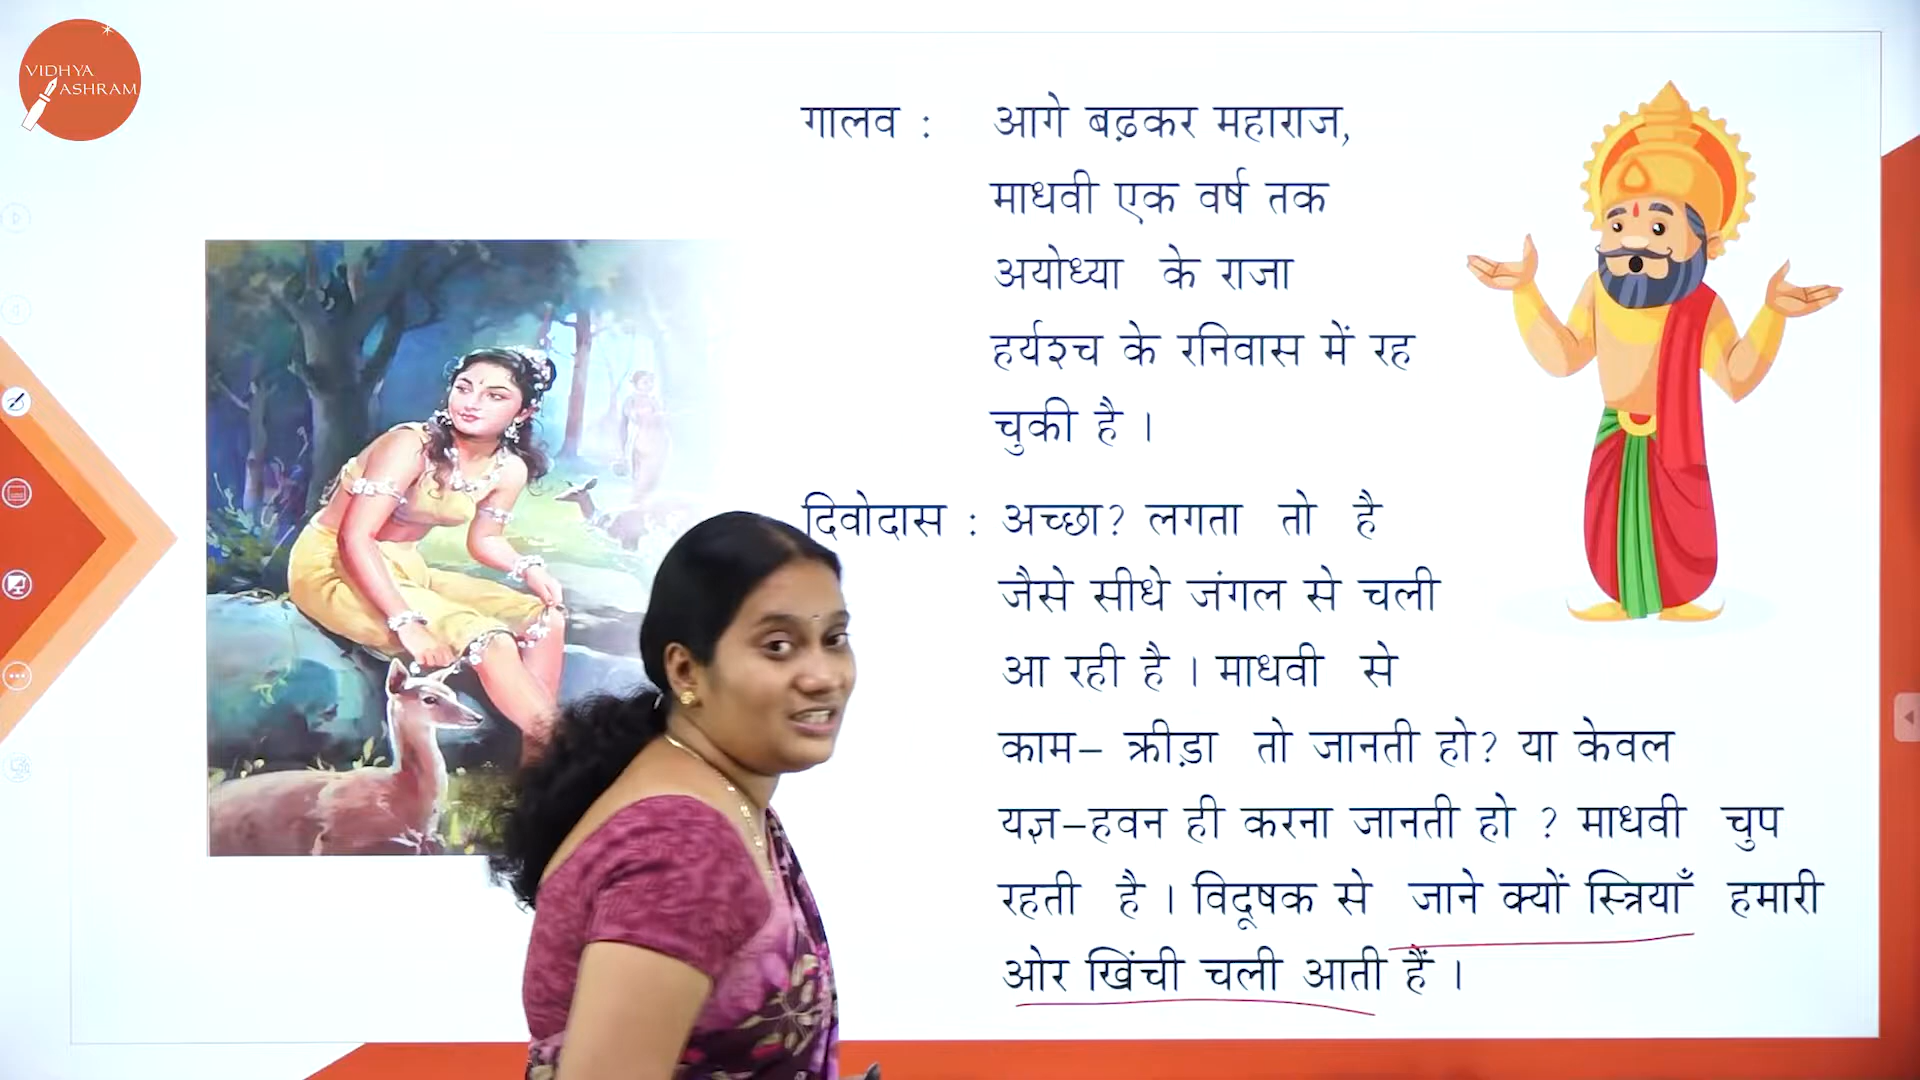 VIDHYA
ASHRAM
गालव : आगे बढ़कर महाराज,
माधवी एक वर्ष तक
अयोध्या के राजा
हर्यश्च के रनिवास में रह
चुकी है ।
दिवोदास : अच्छा? लगता तो है
जैसे सीधे जंगल से चली
आ रही है । माधवी से
काम– क्रीड़ा तो जानती हो? या केवल
यज्ञ–हवन ही करना जानती हो ? माधवी चुप
रहती है । विदूषक से जाने क्यों स्त्रियाँ हमारी
ओर खिंची चली आती हैं ।